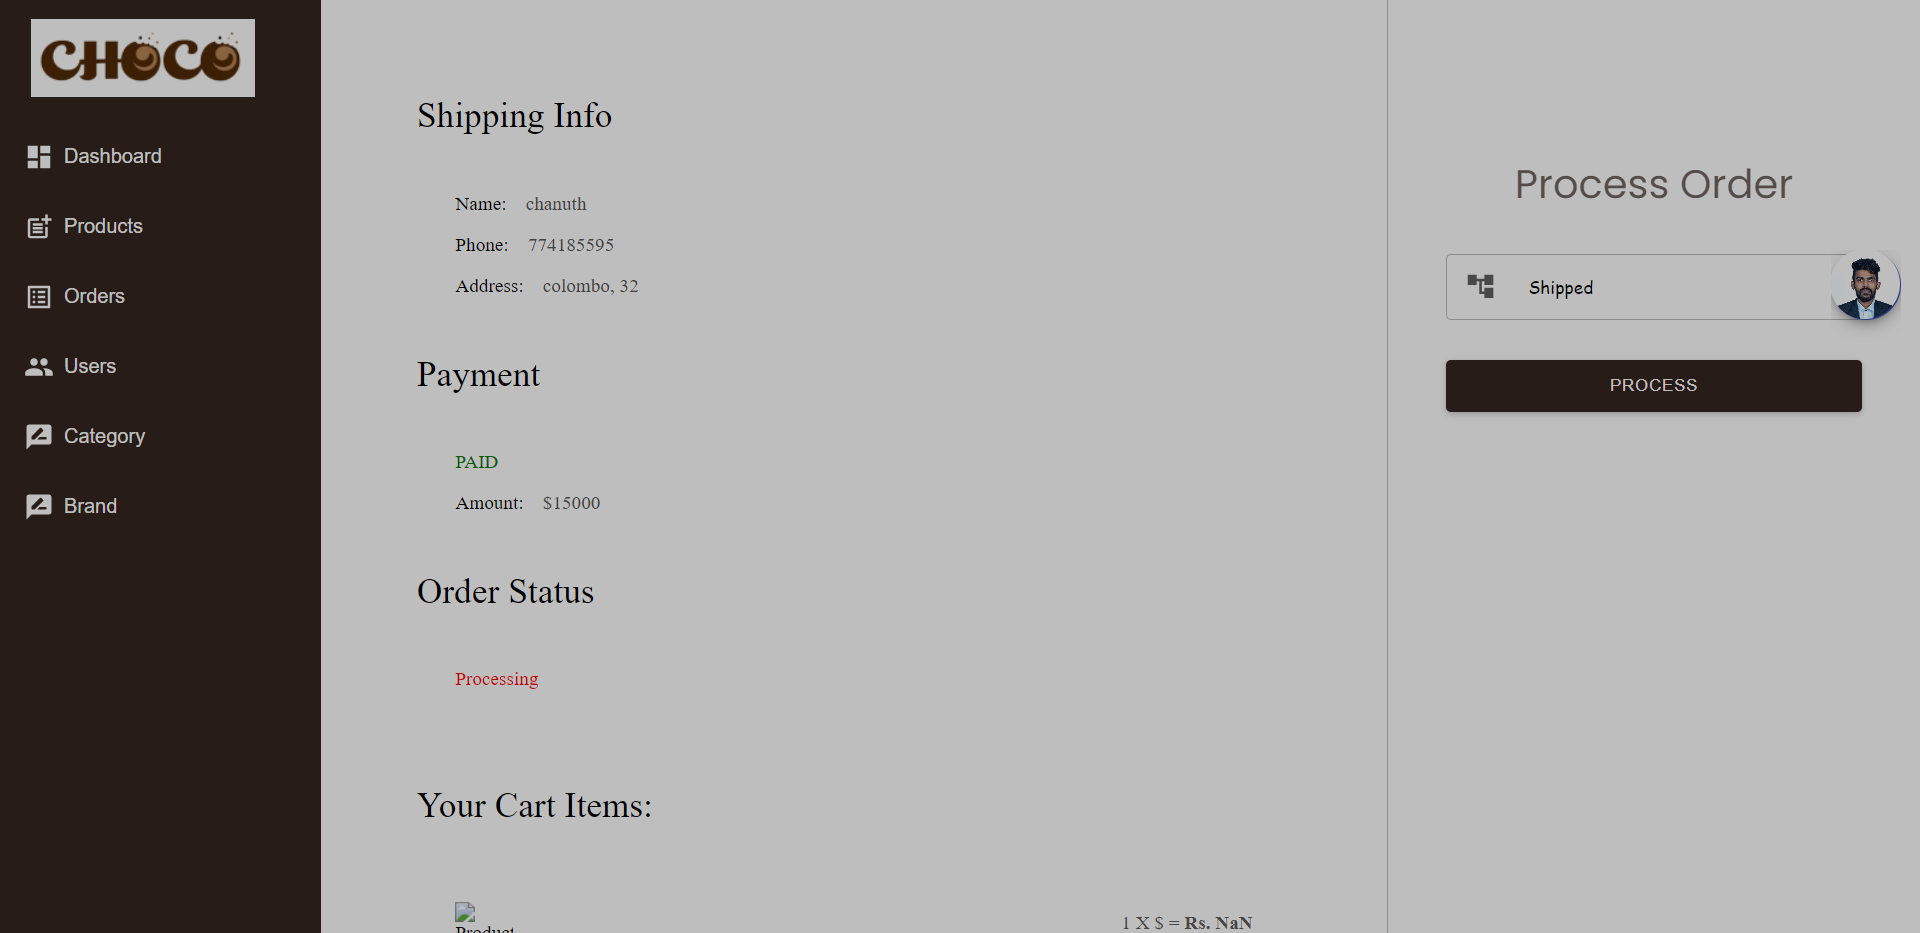 CHOCO
Dashboard
Products
Orders
Users
Category
Brand
Shipping Info
Name: chanuth
Phone: 774185595
Address: colombo, 32
Payment
PAID
Amount: $15000
Order Status
Processing
Your Cart Items:
Product
1 X $ = Rs. NaN
Process Order
Shipped
PROCESS